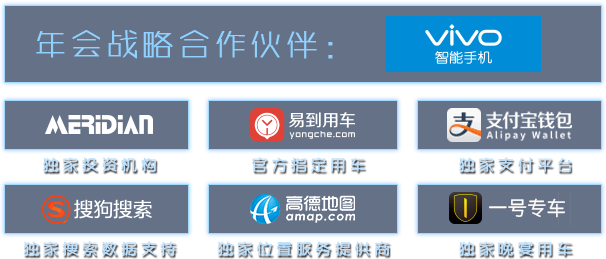 年会战略合作伙伴：
vivo
智能手机
MERiDiAN
易到用车
yongche.com
支付宝钱包
Alipay Wallet
独家投资机构
官方指定用车
独家支付平台
搜狗搜索
高德地图
amap.com
一号专车
独家搜索数据支持
独家位置服务提供商
独家晚宴用车